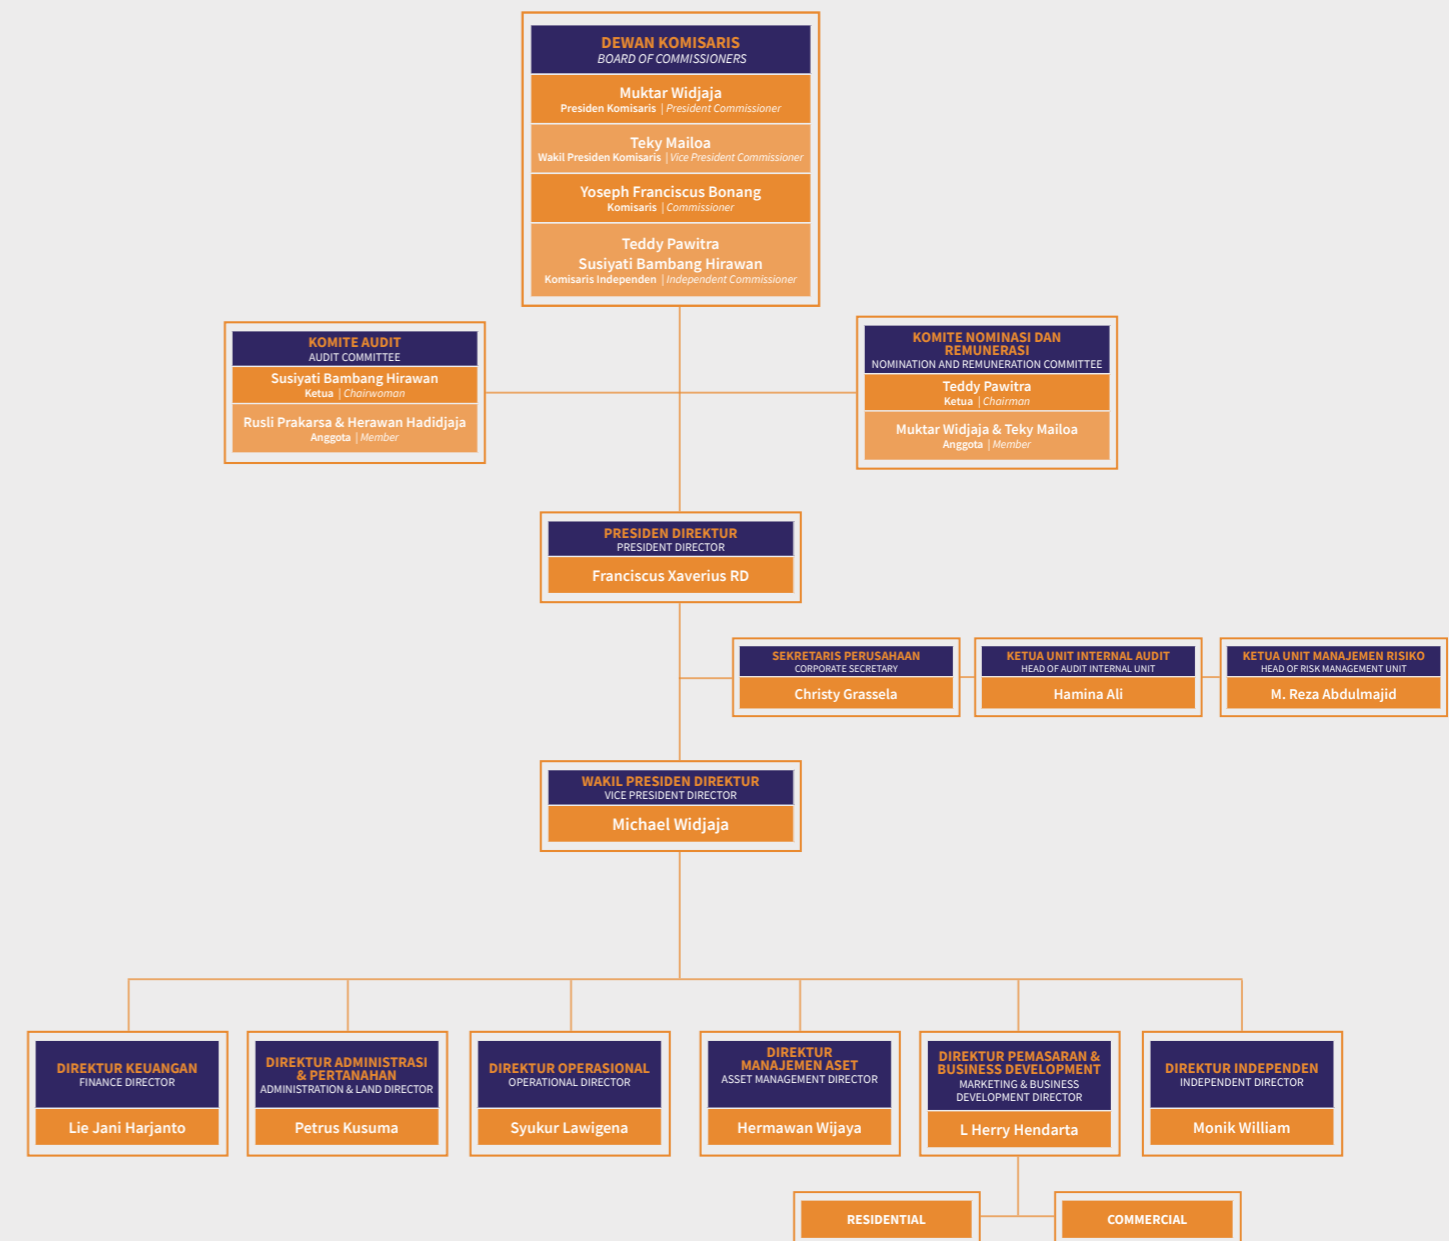 DEWAN KOMISARIS
BOARD OF COMMISSIONERS
Muktar Widjaja
Presiden Komisaris | President Commissioner
Teky Mailoa
Wakil Presiden Komisaris | Vice President Commissioner
Yoseph Franciscus Bonang
Komisaris | Commissioner
Teddy Pawitra
Susiyati Bambang Hirawan
Komisaris Independen | Independent Commissioner
KOMITE AUDIT
AUDIT COMMITTEE
Susiyati Bambang Hirawan
Ketua | Chairwoman
Rusli Prakarsa & Herawan Hadidjaja
Anggota | Member
KOMITE NOMINASI DAN
REMUNERASI
NOMINATION AND REMUNERATION COMMITTEE
Teddy Pawitra
Ketua | Chairman
Muktar Widjaja & Teky Mailoa
Anggota | Member
PRESIDEN DIREKTUR
PRESIDENT DIRECTOR
Franciscus Xaverius RD
SEKRETARIS PERUSAHAAN
CORPORATE SECRETARY
Christy Grassela
KETUA UNIT INTERNAL AUDIT
HEAD OF AUDIT INTERNAL UNIT
Hamina Ali
KETUA UNIT MANAJEMEN RISIKO
HEAD OF RISK MANAGEMENT UNIT
M. Reza Abdulmajid
WAKIL PRESIDEN DIREKTUR
VICE PRESIDENT DIRECTOR
Michael Widjaja
DIREKTUR KEUANGAN
FINANCE DIRECTOR
Lie Jani Harjanto
DIREKTUR ADMINISTRASI
& PERTANAHAN
ADMINISTRATION & LAND DIRECTOR
Petrus Kusuma
DIREKTUR OPERASIONAL
OPERATIONAL DIRECTOR
Syukur Lawigena
DIREKTUR
MANAJEMEN ASET
ASSET MANAGEMENT DIRECTOR
Hermawan Wijaya
DIREKTUR PEMASARAN &
BUSINESS DEVELOPMENT
MARKETING & BUSINESS
DEVELOPMENT DIRECTOR
L Herry Hendarta
DIREKTUR INDEPENDEN
INDEPENDENT DIRECTOR
Monik William
RESIDENTIAL
COMMERCIAL